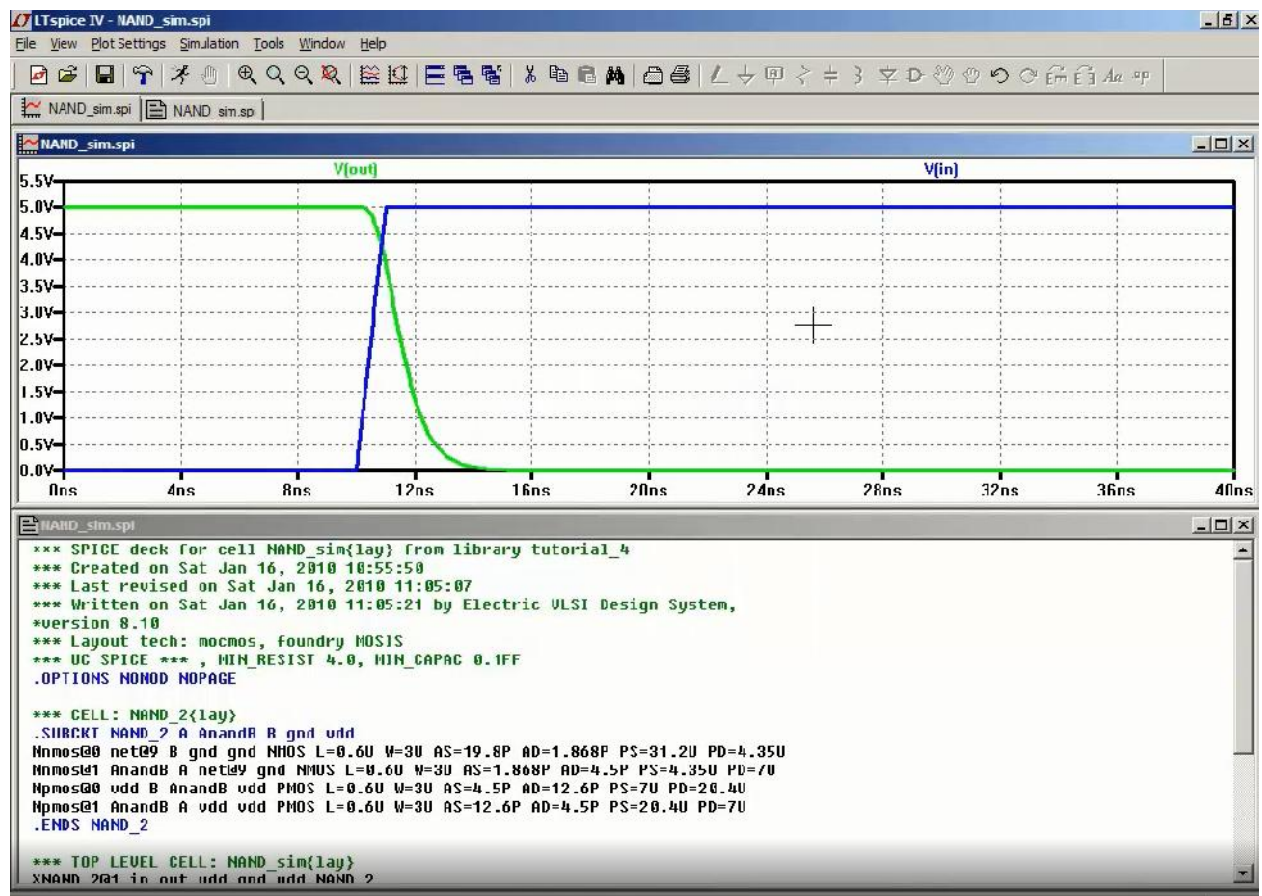 LTspice IV - NAND_sim.spi
File View Plot Settings Simulation Tools Window Help
NAND_sim.spi NAND_sim.spi
NAND_sim.spi
V(out) V(in)
5.5V
5.0V
4.5V
4.0V
3.5V
3.0V
2.5V
2.0V
1.5V
1.0V
0.5V
0.0V
0ns 4ns 8ns 12ns 16ns 20ns 24ns 28ns 32ns 36ns 40ns
NAND_sim.spi
*** SPICE deck for cell NAND_sim{lay} from library tutorial_4
*** Created on Sat Jan 16, 2010 10:55:50
*** Last revised on Sat Jan 16, 2010 11:05:07
*** Written on Sat Jan 16, 2010 11:05:21 by Electric VLSI Design System,
*version 8.10
*** Layout tech: mocmos, foundry MOSIS
*** UC SPICE *** , MIN_RESIST 4.0, MIN_CAPAC 0.1FF
.OPTIONS NOMOD NOPAGE
*** CELL: NAND_2{lay}
.SUBCKT NAND_2 A AnandB B gnd vdd
Mnmos@0 net@9 B gnd gnd NMOS L=0.6U W=3U AS=19.8P AD=1.868P PS=31.2U PD=4.35U
Mnmos@1 AnandB A net@9 gnd NMOS L=0.6U W=3U AS=1.868P AD=4.5P PS=4.35U PD=7U
Mpmos@0 vdd B AnandB vdd PMOS L=0.6U W=3U AS=4.5P AD=12.6P PS=7U PD=20.4U
Mpmos@1 AnandB A vdd vdd PMOS L=0.6U W=3U AS=12.6P AD=4.5P PS=20.4U PD=7U
.ENDS NAND_2
*** TOP LEVEL CELL: NAND_sim{lay}
XNAND_2@1 in out vdd gnd vdd NAND_2